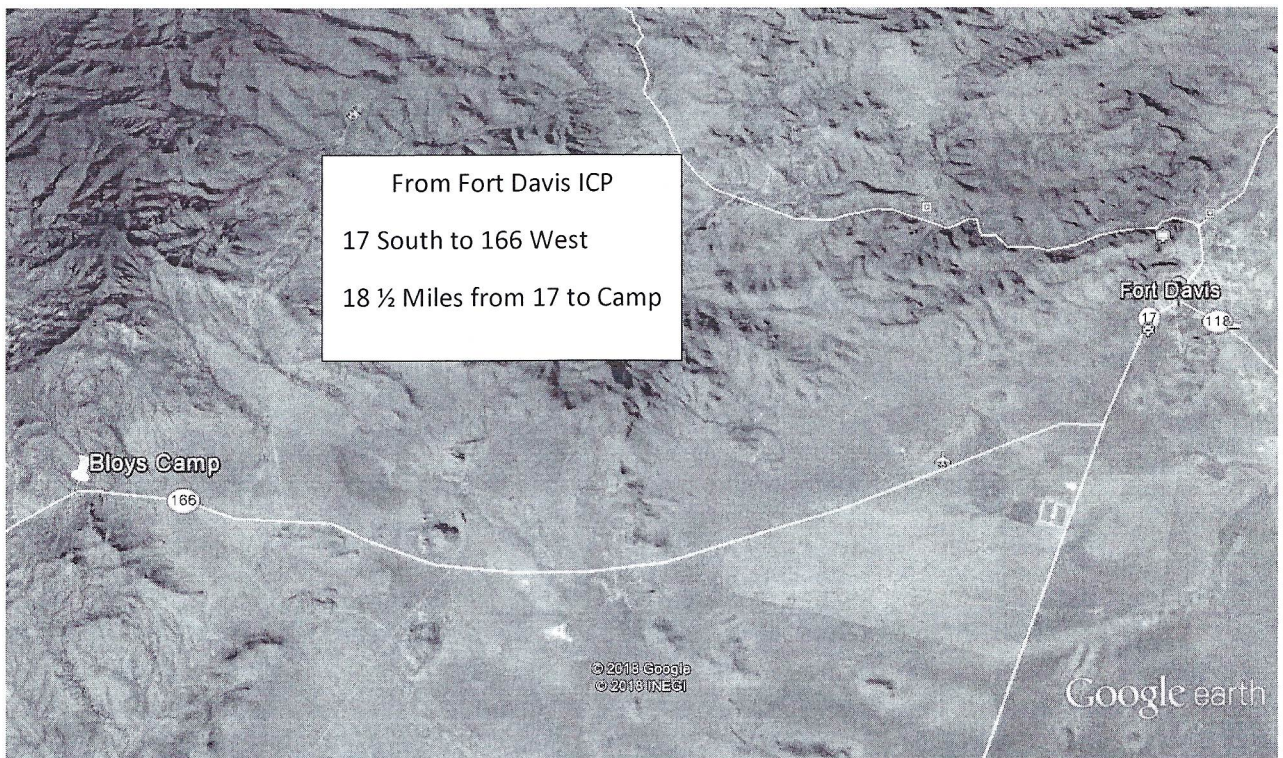 From Fort Davis ICP
17 South to 166 West
18 ½ Miles from 17 to Camp
Fort Davis
17
118
Bloys Camp
166
© 2018 Google
© 2018 INEGI
Google earth